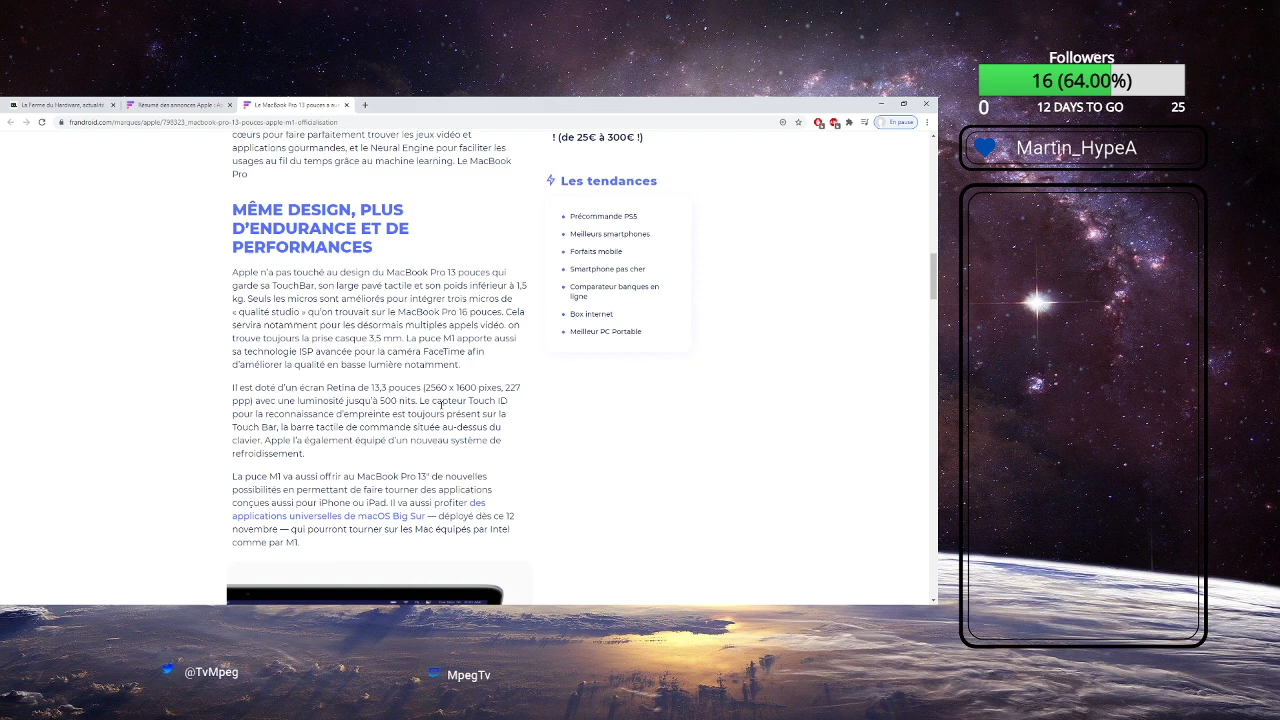 La Ferme du Hardware, actualité
Résumé des annonces Apple : A
Le MacBook Pro 13 pouces a au
frandroid.com/marques/apple/798323_macbook-pro-13-pouces-apple-m1-officialisation
En pause
cœurs pour faire parfaitement trouver les jeux vidéo et
applications gourmandes, et le Neural Engine pour faciliter les
usages au fil du temps grâce au machine learning. Le MacBook
Pro
MÊME DESIGN, PLUS
D'ENDURANCE ET DE
PERFORMANCES
Apple n'a pas touché au design du MacBook Pro 13 pouces qui
garde sa TouchBar, son large pavé tactile et son poids inférieur à 1,5
kg. Seuls les micros sont améliorés pour intégrer trois micros de
« qualité studio » qu'on trouvait sur le MacBook Pro 16 pouces. Cela
servira notamment pour les désormais multiples appels vidéo. on
trouve toujours la prise casque 3,5 mm. La puce M1 apporte aussi
sa technologie ISP avancée pour la caméra FaceTime afin
d'améliorer la qualité en basse lumière notamment.
Il est doté d'un écran Retina de 13,3 pouces (2560 x 1600 pixes, 227
ppp) avec une luminosité jusqu'à 500 nits. Le capteur Touch ID
pour la reconnaissance d'empreinte est toujours présent sur la
Touch Bar, la barre tactile de commande située au-dessus du
clavier. Apple l'a également équipé d'un nouveau système de
refroidissement.
La puce M1 va aussi offrir au MacBook Pro 13" de nouvelles
possibilités en permettant de faire tourner des applications
conçues aussi pour iPhone ou iPad. Il va aussi profiter des
applications universelles de macOS Big Sur — déployé dès ce 12
novembre — qui pourront tourner sur les Mac équipés par Intel
comme par M1.
! (de 25€ à 300€ !)
Les tendances
Précommande PS5
Meilleurs smartphones
Forfaits mobile
Smartphone pas cher
Comparateur banques en
ligne
Box internet
Meilleur PC Portable
Followers
16 (64.00%)
0 12 DAYS TO GO 25
Martin_HypeA
@TvMpeg
MpegTv